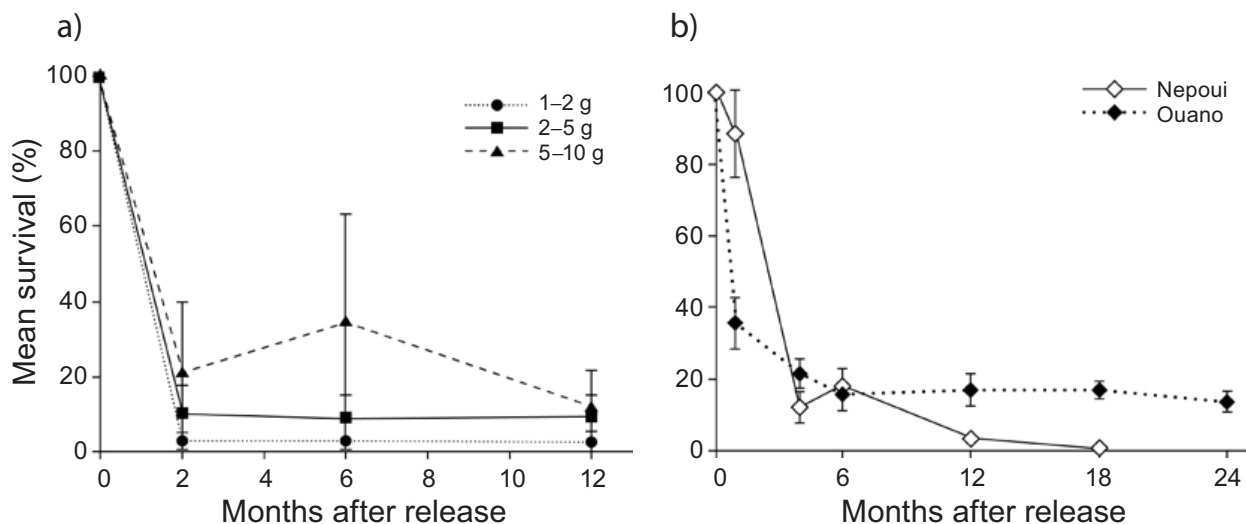 a)
Mean survival (%)
100
80
60
40
20
0
1–2 g
2–5 g
5–10 g
0 2 4 6 8 10 12
Months after release
b)
100
80
60
40
20
0
Nepoui
Ouano
0 6 12 18 24
Months after release